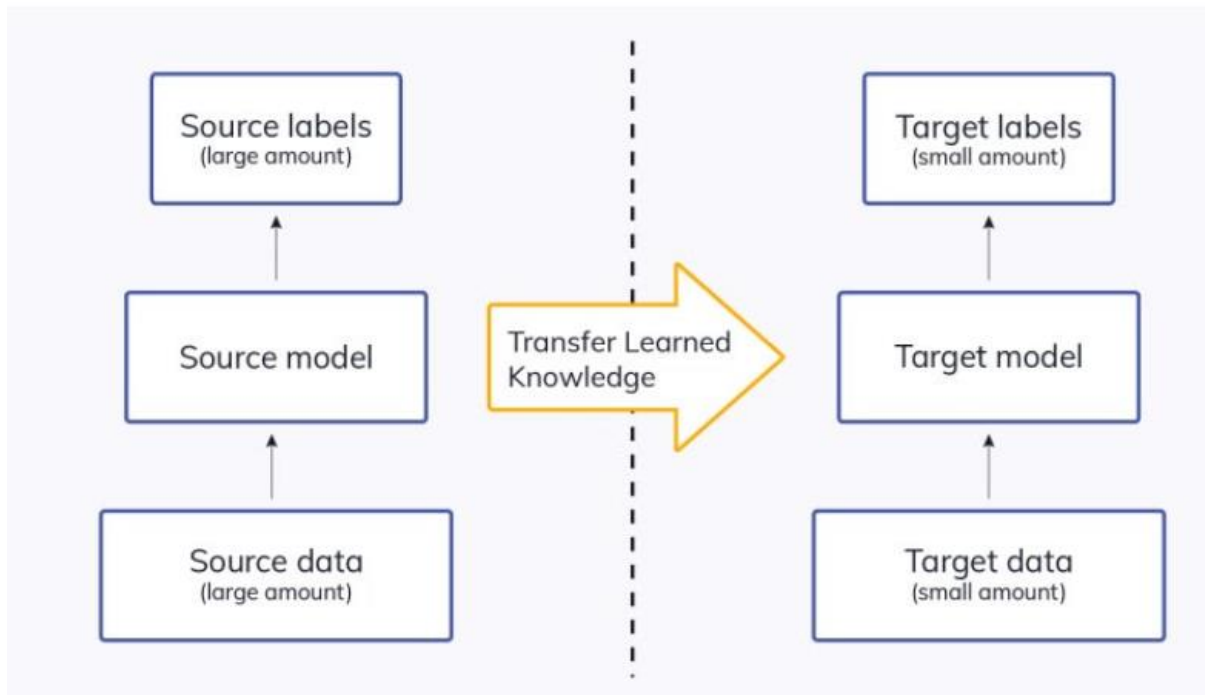 Source labels
(large amount)
Source model
Source data
(large amount)
Transfer Learned
Knowledge
Target labels
(small amount)
Target model
Target data
(small amount)